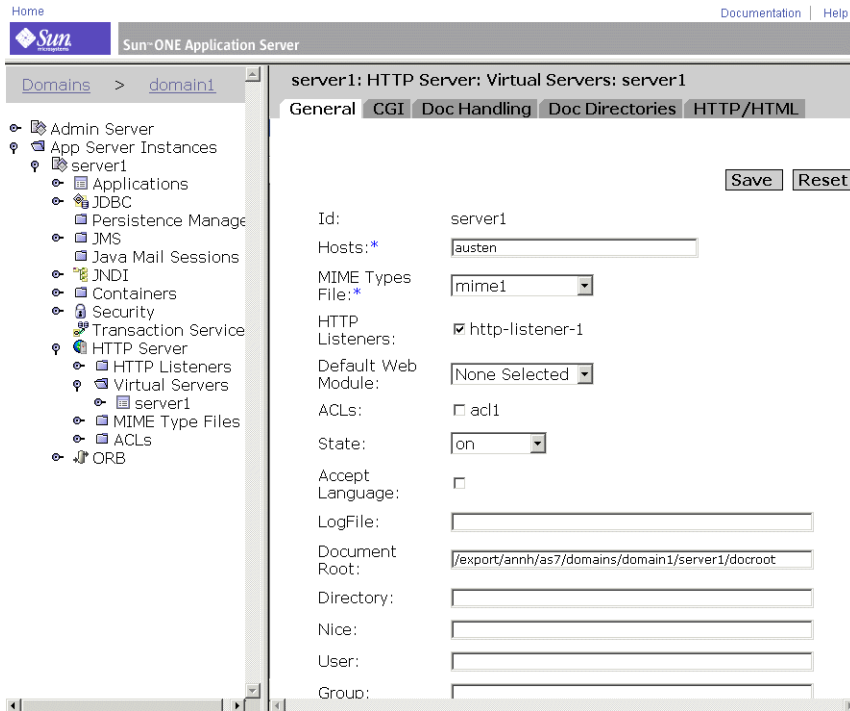 Home
Documentation | Help
Sun
microsystems
Sun™ ONE Application Server
Domains > domain1
Admin Server
App Server Instances
server1
Applications
JDBC
Persistence Manage
JMS
Java Mail Sessions
JNDI
Containers
Security
Transaction Service
HTTP Server
HTTP Listeners
Virtual Servers
server1
MIME Type Files
ACLs
ORB
server1: HTTP Server: Virtual Servers: server1
General CGI Doc Handling Doc Directories HTTP/HTML
Save Reset
Id: server1
Hosts:* austen
MIME Types
File:* mime1
HTTP
Listeners: http-listener-1
Default Web
Module: None Selected
ACLs: acl1
State: on
Accept
Language:
LogFile:
Document
Root: /export/annh/as7/domains/domain1/server1/docroot
Directory:
Nice:
User:
Group: